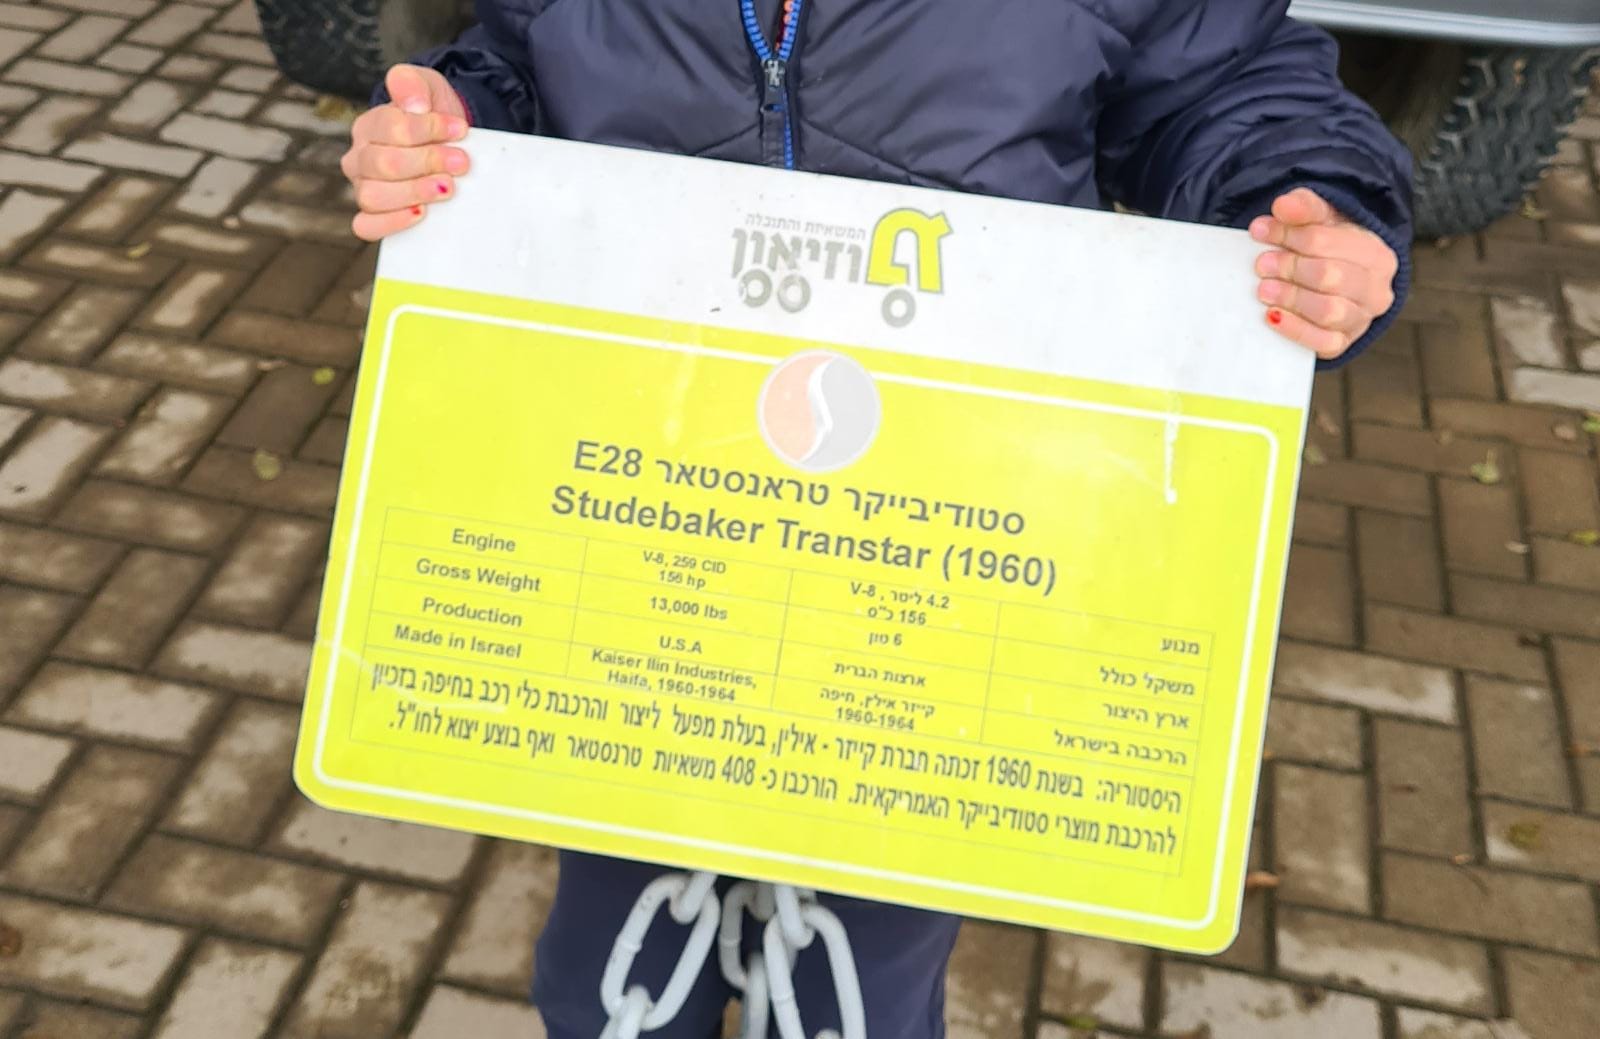 המשאיות והתובלה
מוזיאון
סטודיבייקר טראנסטאר E28
Studebaker Transtar (1960)
Engine V-8, 259 CID 156 hp 4.2 ליטר , V-8 156 כ"ס מנוע
Gross Weight 13,000 lbs 6 טון משקל כולל
Production U.S.A ארצות הברית ארץ היצור
Made in Israel Kaiser Ilin Industries, Haifa, 1960-1964 קייזר אילין, חיפה 1960-1964 הרכבה בישראל
היסטוריה: בשנת 1960 זכתה חברת קייזר - אילין, בעלת מפעל ליצור והרכבת כלי רכב בחיפה בזכיון
להרכבת מוצרי סטודיבייקר האמריקאית. הורכבו כ- 408 משאיות טרנסטאר ואף בוצע יצוא לחו"ל.